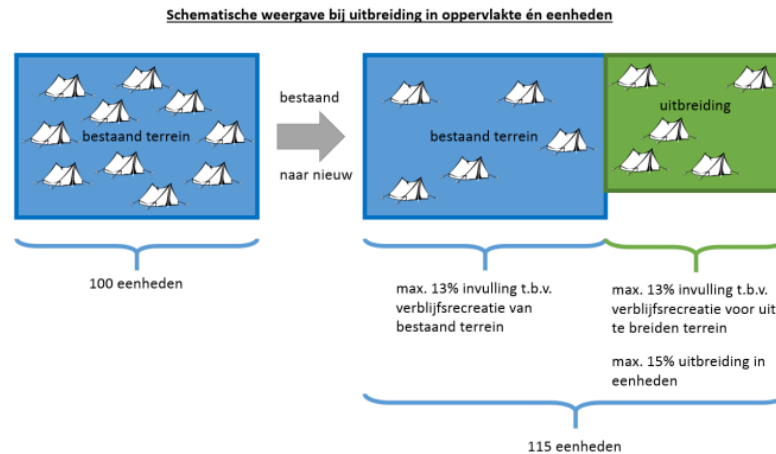 Schematische weergave bij uitbreiding in oppervlakte én eenheden
bestaand terrein
bestaand
naar nieuw
bestaand terrein
uitbreiding
100 eenheden
max. 13% invulling t.b.v.
verblijfsrecreatie van
bestaand terrein
max. 13% invulling t.b.v.
verblijfsrecreatie voor uit
te breiden terrein
max. 15% uitbreiding in
eenheden
115 eenheden